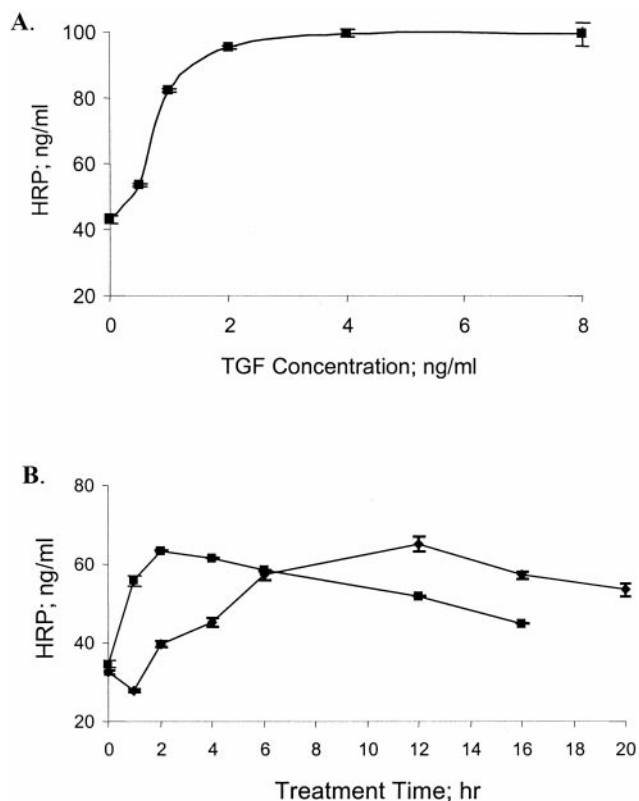 A.
100
80
60
40
20
HRP; ng/ml
0 2 4 6 8
TGF Concentration; ng/ml
B.
80
60
40
20
HRP; ng/ml
0 2 4 6 8 10 12 14 16 18 20
Treatment Time; hr